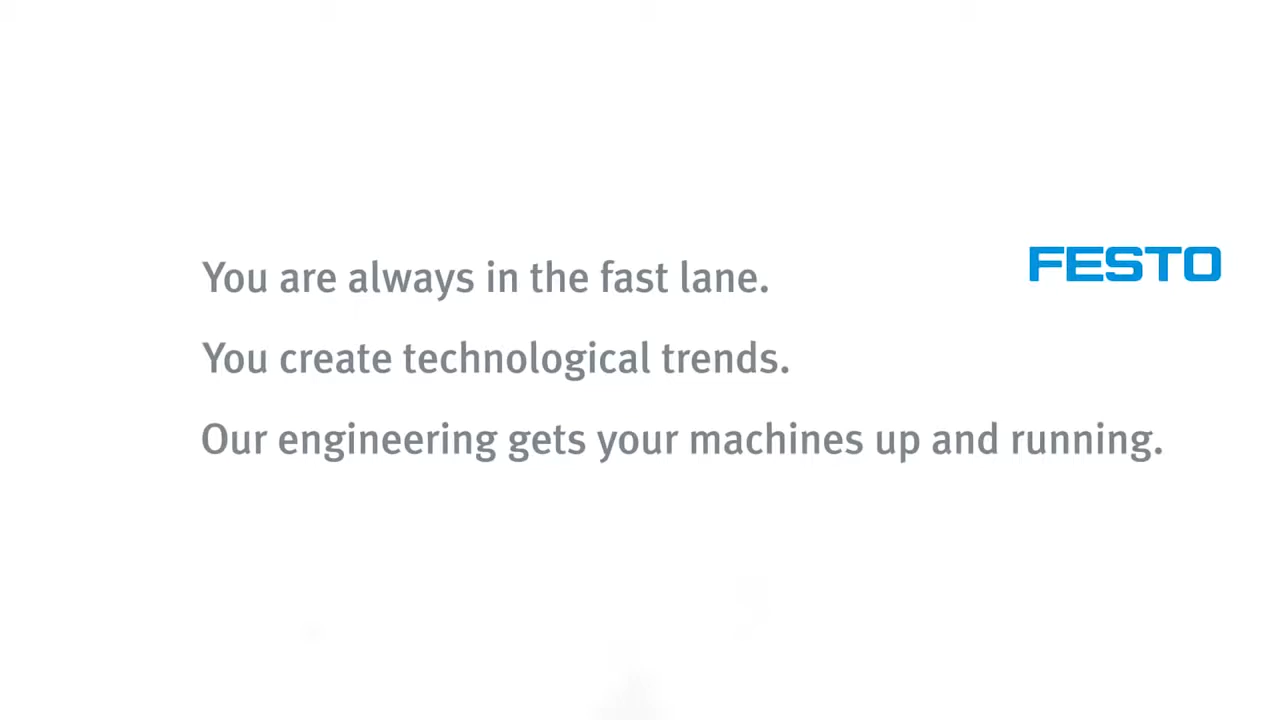 You are always in the fast lane.
FESTO
You create technological trends.
Our engineering gets your machines up and running.